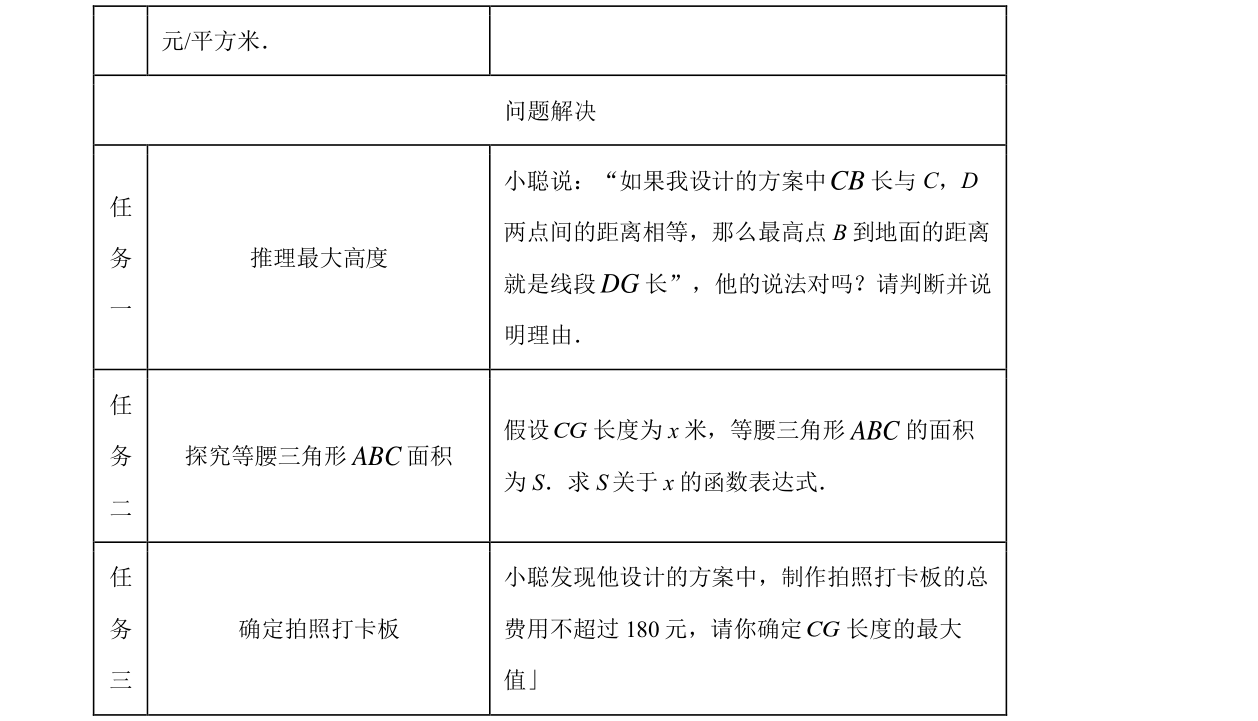 元/平方米．
问题解决
任
务
一
推理最大高度
小聪说：“如果我设计的方案中CB长与C，D
两点间的距离相等，那么最高点B到地面的距离
就是线段DG长”，他的说法对吗？请判断并说
明理由．
任
务
二
探究等腰三角形ABC面积
假设CG长度为x米，等腰三角形ABC的面积
为S．求S关于x的函数表达式．
任
务
三
确定拍照打卡板
小聪发现他设计的方案中，制作拍照打卡板的总
费用不超过180元，请你确定CG长度的最大
值」